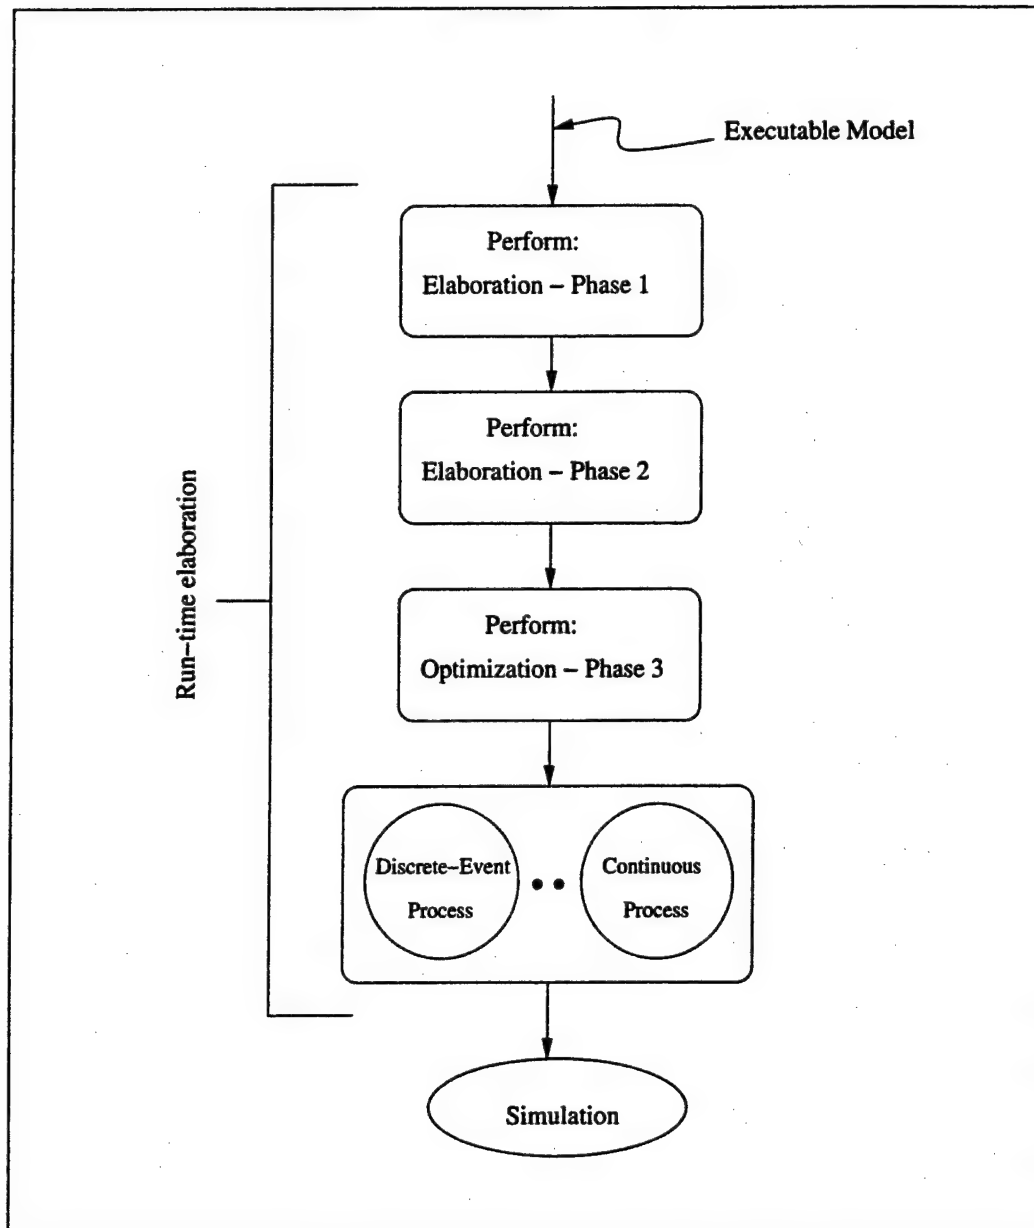 Executable Model
Perform:
Elaboration – Phase 1
Perform:
Elaboration – Phase 2
Run–time elaboration
Perform:
Optimization – Phase 3
Discrete–Event
Process
Continuous
Process
Simulation